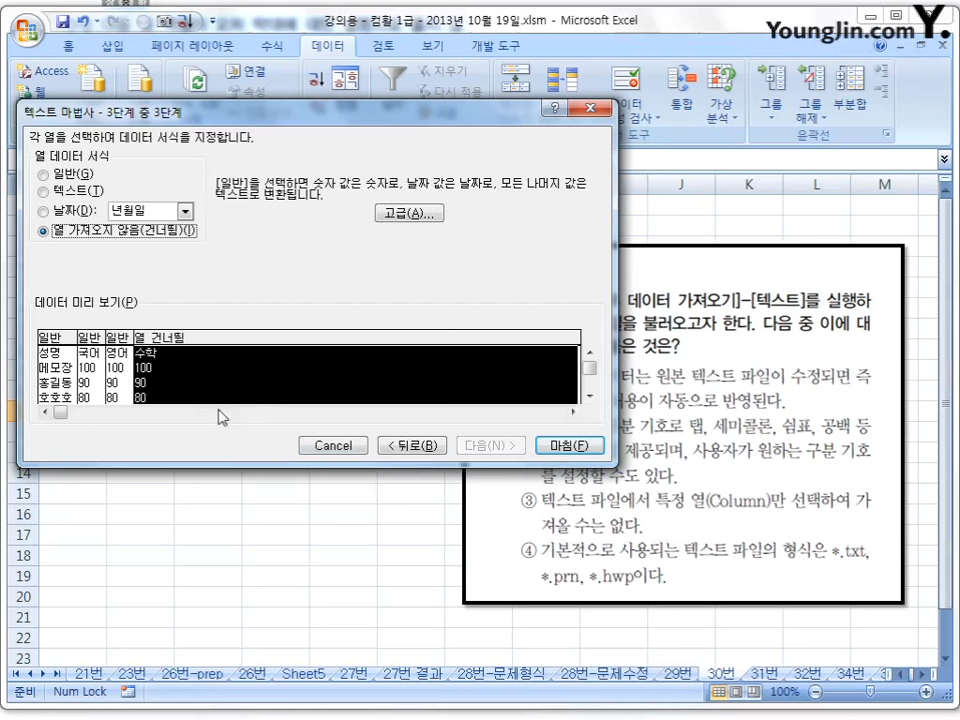 강의용 - 컴활 1급 - 2013년 10월 19일.xlsm - Microsoft Excel
YoungJin.com Y.
홈 삽입 페이지 레이아웃 수식 데이터 검토 보기 개발 도구
Access 연결 지우기
웹 속성 다시 적용 통합 가상 그룹 그룹 부분합
검사 분석 해제
도구 윤곽선
텍스트 마법사 - 3단계 중 3단계
각 열을 선택하여 데이터 서식을 지정합니다.
열 데이터 서식
일반(G)
텍스트(T)
날짜(D): 년월일
열 가져오지 않음(건너뜀)(I)
[일반]을 선택하면 숫자 값은 숫자로, 날짜 값은 날짜로, 모든 나머지 값은
텍스트로 변환됩니다.
고급(A)...
데이터 미리 보기(P)
일반 일반 일반 열 건너뜀
성명 국어 영어 수학
메모장 100 100 100
홍길동 90 90 90
호호호 80 80 80
Cancel < 뒤로(B) 다음(N) > 마침(F)
J K L M
데이터 가져오기]-[텍스트]를 실행하
을 불러오고자 한다. 다음 중 이에 대
은 것은?
터는 원본 텍스트 파일이 수정되면 즉
용이 자동으로 반영된다.
분 기호로 탭, 세미콜론, 쉼표, 공백 등
제공되며, 사용자가 원하는 구분 기호
를 설정할 수도 있다.
③ 텍스트 파일에서 특정 열(Column)만 선택하여 가
져올 수는 없다.
④ 기본적으로 사용되는 텍스트 파일의 형식은 *.txt,
*.prn, *.hwp이다.
14
15
16
17
18
19
20
21
22
23
21번 23번 26번-prep 26번 Sheet5 27번 27번 결과 28번-문제형식 28번-문제수정 29번 30번 31번 32번 34번
준비 Num Lock 100%